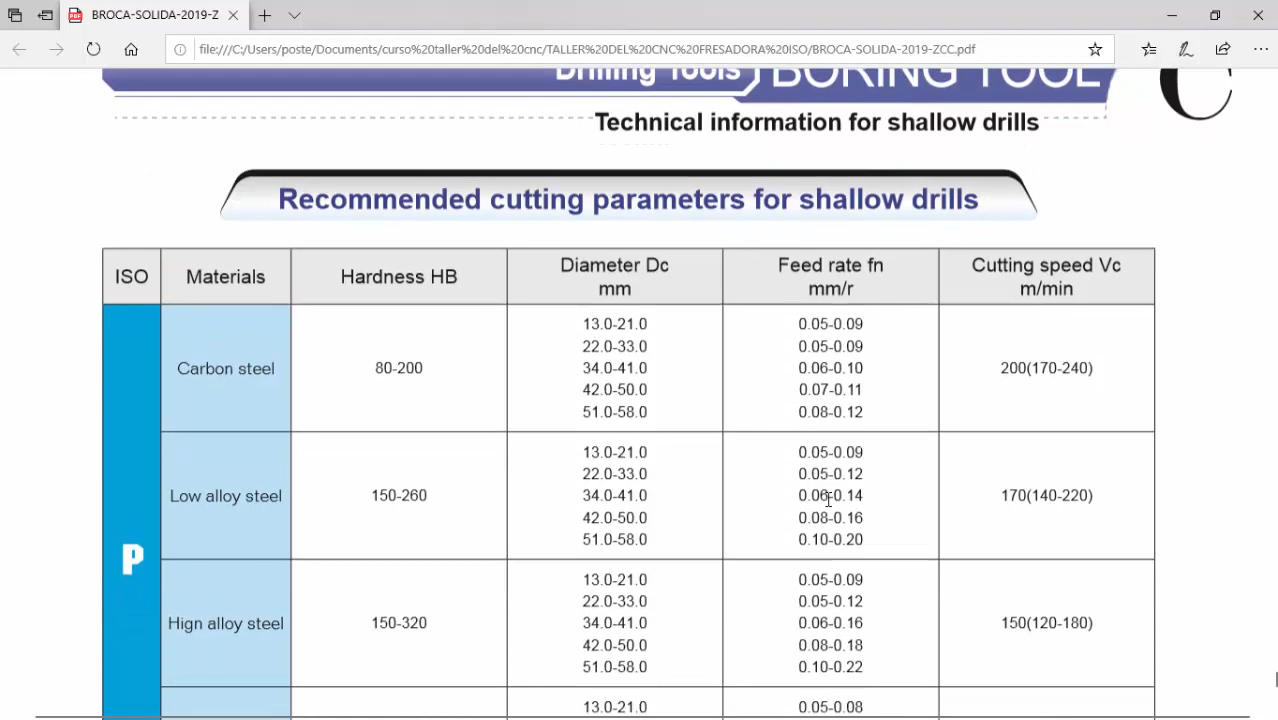 BROCA-SOLIDA-2019-Z
file:///C:/Users/poste/Documents/curso%20taller%20del%20cnc/TALLER%20DEL%20CNC%20FRESADORA%20ISO/BROCA-SOLIDA-2019-ZCC.pdf
Drilling Tools BORING TOOL C
Technical information for shallow drills
Recommended cutting parameters for shallow drills
ISO Materials Hardness HB Diameter Dc mm Feed rate fn mm/r Cutting speed Vc m/min
P
Carbon steel 80-200 200(170-240)
13.0-21.0 0.05-0.09
22.0-33.0 0.05-0.09
34.0-41.0 0.06-0.10
42.0-50.0 0.07-0.11
51.0-58.0 0.08-0.12
Low alloy steel 150-260 170(140-220)
13.0-21.0 0.05-0.09
22.0-33.0 0.05-0.12
34.0-41.0 0.06-0.14
42.0-50.0 0.08-0.16
51.0-58.0 0.10-0.20
Hign alloy steel 150-320 150(120-180)
13.0-21.0 0.05-0.09
22.0-33.0 0.05-0.12
34.0-41.0 0.06-0.16
42.0-50.0 0.08-0.18
51.0-58.0 0.10-0.22
13.0-21.0 0.05-0.08